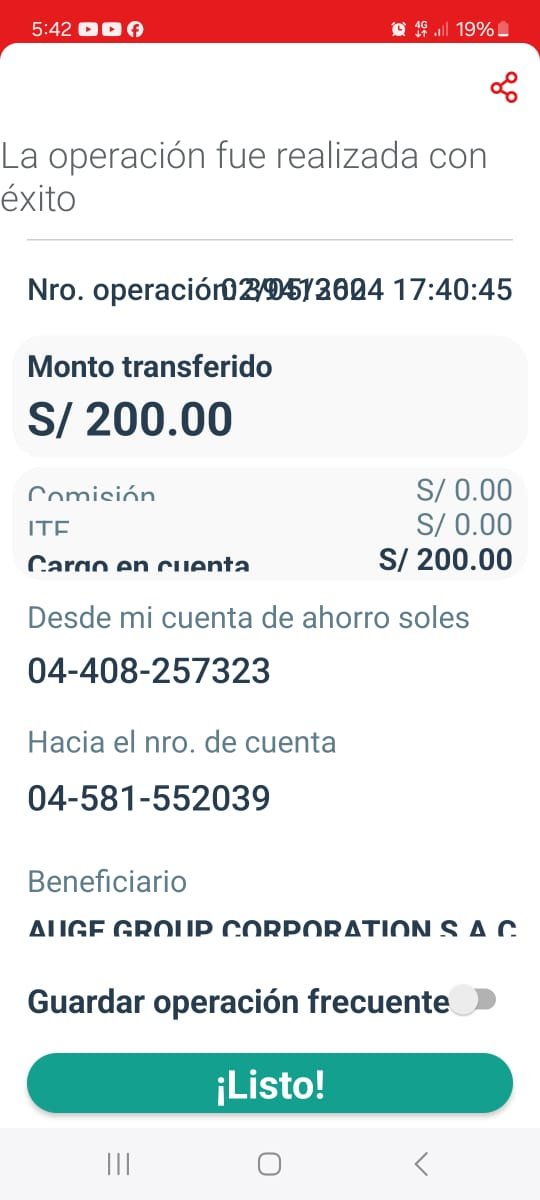 5:42 4G 19%
La operación fue realizada con
éxito
Nro. operación: 02/05/2024 17:40:45
Monto transferido
S/ 200.00
Comisión S/ 0.00
ITF S/ 0.00
Cargo en cuenta S/ 200.00
Desde mi cuenta de ahorro soles
04-408-257323
Hacia el nro. de cuenta
04-581-552039
Beneficiario
AUGE GROUP CORPORATION S.A.C
Guardar operación frecuente
¡Listo!